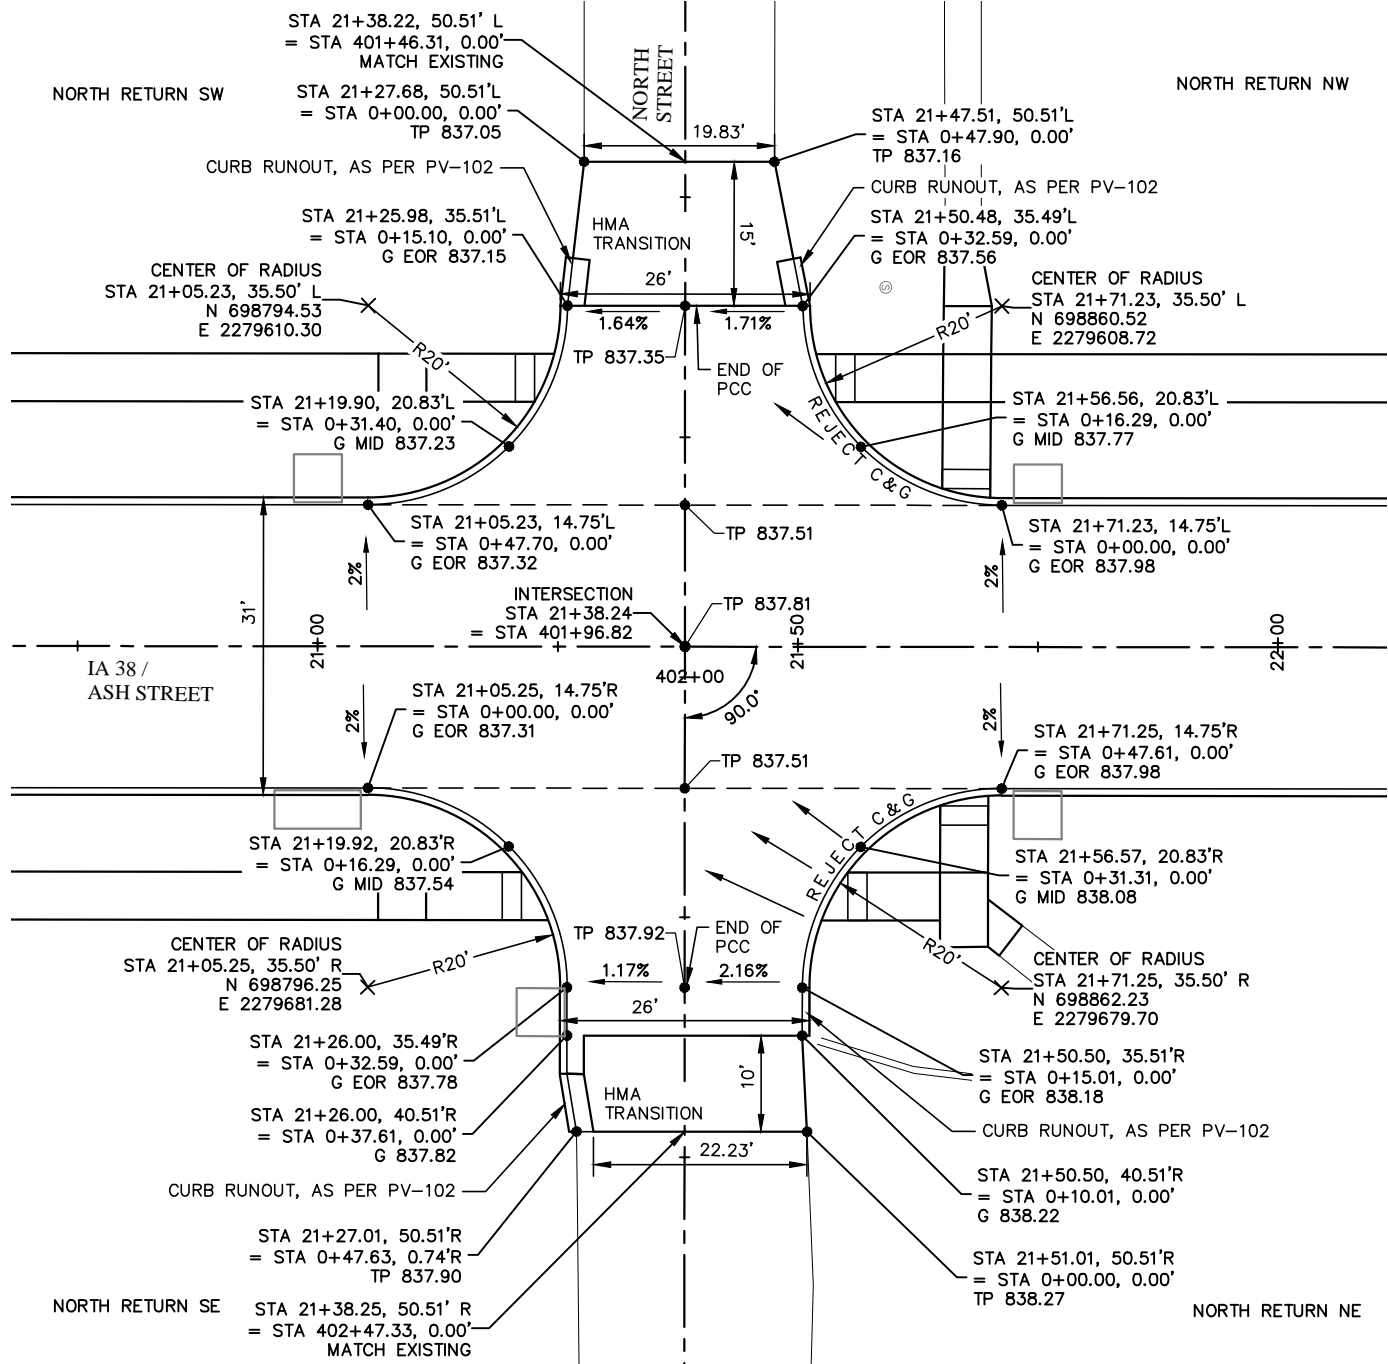 STA 21+38.22, 50.51' L
= STA 401+46.31, 0.00'
MATCH EXISTING
NORTH RETURN SW
STA 21+27.68, 50.51'L
= STA 0+00.00, 0.00'
TP 837.05
NORTH
STREET
19.83'
NORTH RETURN NW
STA 21+47.51, 50.51'L
= STA 0+47.90, 0.00'
TP 837.16
CURB RUNOUT, AS PER PV-102
CURB RUNOUT, AS PER PV-102
STA 21+25.98, 35.51'L
= STA 0+15.10, 0.00'
G EOR 837.15
HMA
TRANSITION
15'
26'
STA 21+50.48, 35.49'L
= STA 0+32.59, 0.00'
G EOR 837.56
CENTER OF RADIUS
STA 21+05.23, 35.50' L
N 698794.53
E 2279610.30
S
CENTER OF RADIUS
STA 21+71.23, 35.50' L
N 698860.52
E 2279608.72
1.64%
1.71%
R20'
R20'
TP 837.35
END OF
PCC
STA 21+19.90, 20.83'L
= STA 0+31.40, 0.00'
G MID 837.23
REJECT C&G
STA 21+56.56, 20.83'L
= STA 0+16.29, 0.00'
G MID 837.77
STA 21+05.23, 14.75'L
= STA 0+47.70, 0.00'
G EOR 837.32
TP 837.51
STA 21+71.23, 14.75'L
= STA 0+00.00, 0.00'
G EOR 837.98
2%
2%
31'
INTERSECTION
STA 21+38.24
= STA 401+96.82
TP 837.81
21+00
21+50
22+00
IA 38 /
ASH STREET
402+00
90.0°
STA 21+05.25, 14.75'R
= STA 0+00.00, 0.00'
G EOR 837.31
2%
2%
STA 21+71.25, 14.75'R
= STA 0+47.61, 0.00'
G EOR 837.98
TP 837.51
STA 21+19.92, 20.83'R
= STA 0+16.29, 0.00'
G MID 837.54
REJECT C&G
STA 21+56.57, 20.83'R
= STA 0+31.31, 0.00'
G MID 838.08
CENTER OF RADIUS
STA 21+05.25, 35.50' R
N 698796.25
E 2279681.28
R20'
TP 837.92
END OF
PCC
R20'
CENTER OF RADIUS
STA 21+71.25, 35.50' R
N 698862.23
E 2279679.70
1.17%
2.16%
26'
STA 21+26.00, 35.49'R
= STA 0+32.59, 0.00'
G EOR 837.78
STA 21+50.50, 35.51'R
= STA 0+15.01, 0.00'
G EOR 838.18
10'
HMA
TRANSITION
STA 21+26.00, 40.51'R
= STA 0+37.61, 0.00'
G 837.82
CURB RUNOUT, AS PER PV-102
22.23'
CURB RUNOUT, AS PER PV-102
STA 21+50.50, 40.51'R
= STA 0+10.01, 0.00'
G 838.22
STA 21+27.01, 50.51'R
= STA 0+47.63, 0.74'R
TP 837.90
STA 21+51.01, 50.51'R
= STA 0+00.00, 0.00'
TP 838.27
NORTH RETURN SE
STA 21+38.25, 50.51' R
= STA 402+47.33, 0.00'
MATCH EXISTING
NORTH RETURN NE